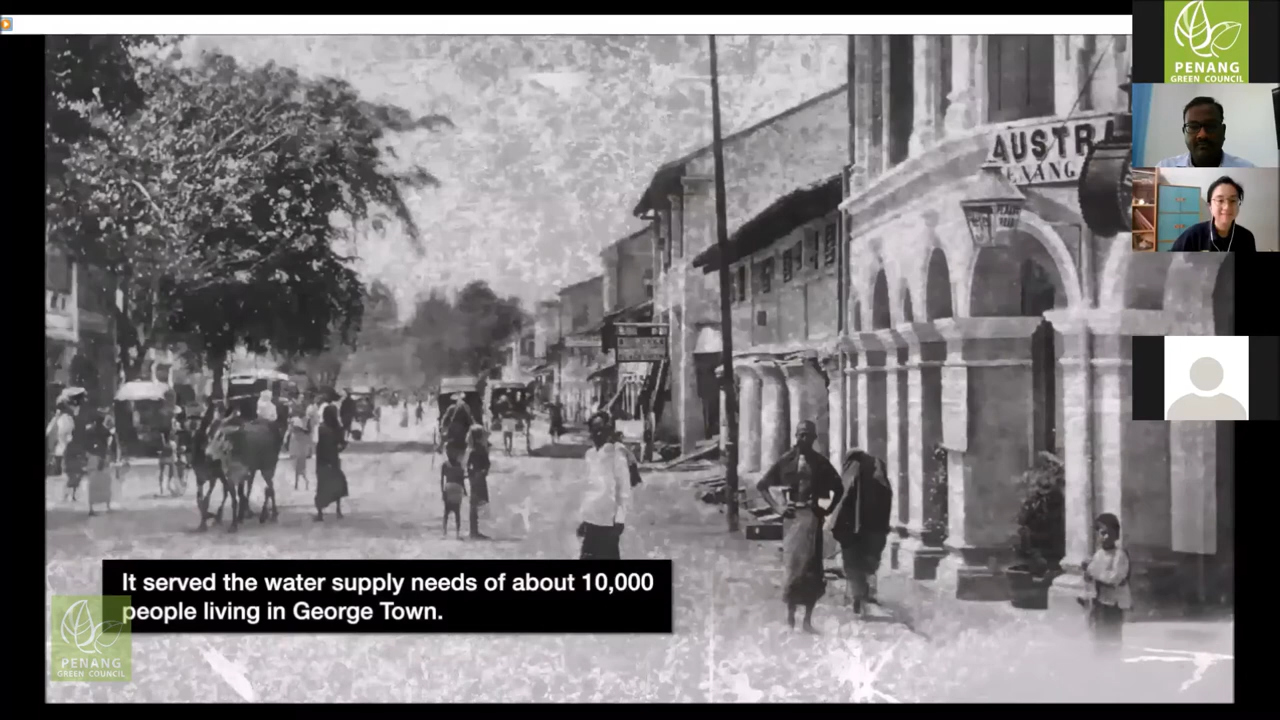 PENANG
GREEN COUNCIL
AUSTR
ENANG
It served the water supply needs of about 10,000
people living in George Town.
PENANG
GREEN COUNCIL